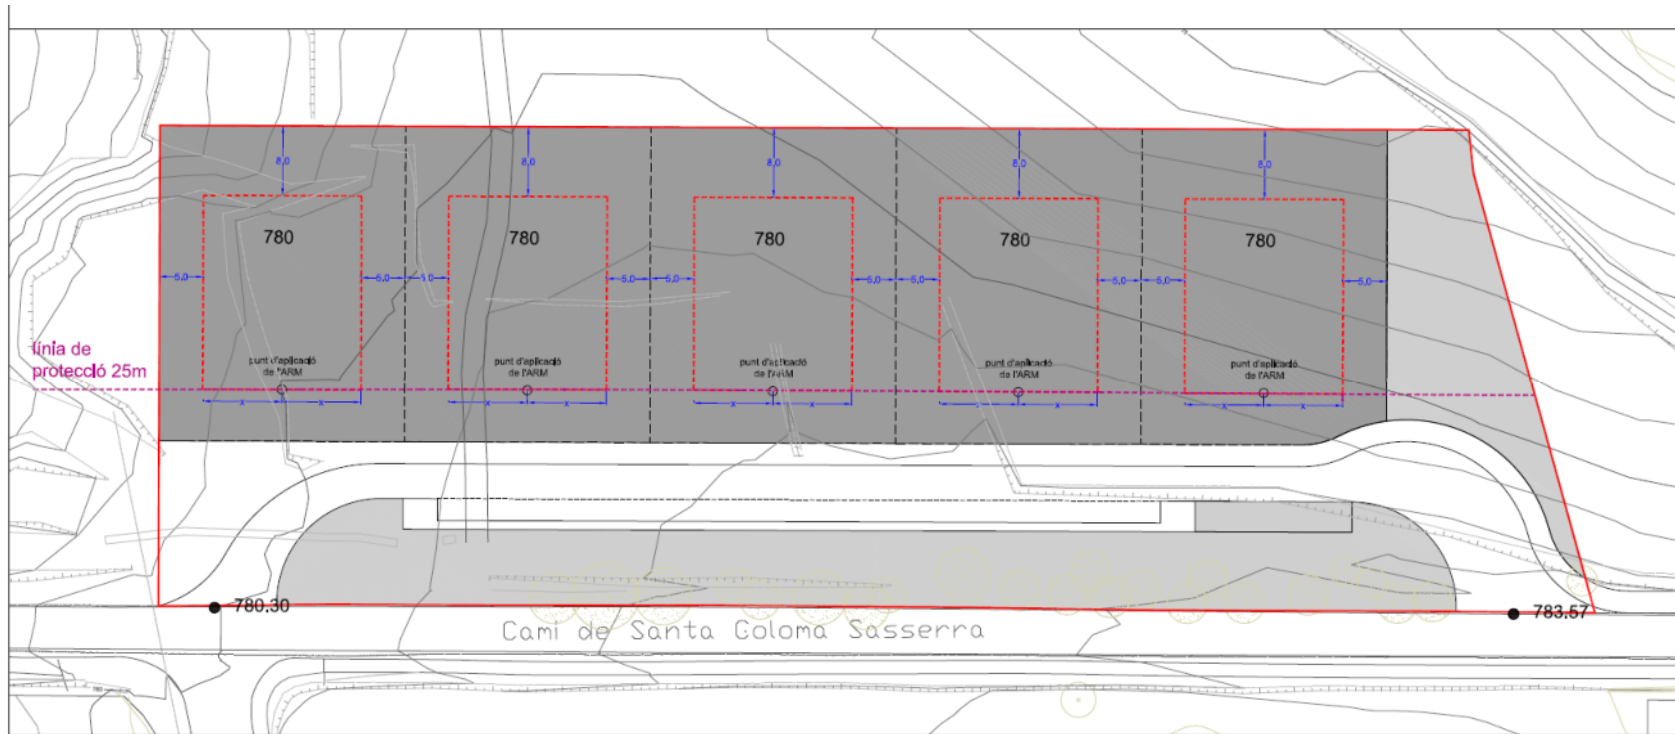 8,0 8,0 8,0 8,0 8,0
780 780 780 780 780
5,0 5,0 5,0 5,0 5,0 5,0 5,0 5,0 5,0 5,0
línia de
protecció 25m
punt d'aplicació punt d'aplicació punt d'aplicació punt d'aplicació punt d'aplicació
de l'ARM de l'ARM de l'ARM de l'ARM de l'ARM
x x x x x x x x x x
780.30 783.57
Cami de Santa Coloma Sasserra